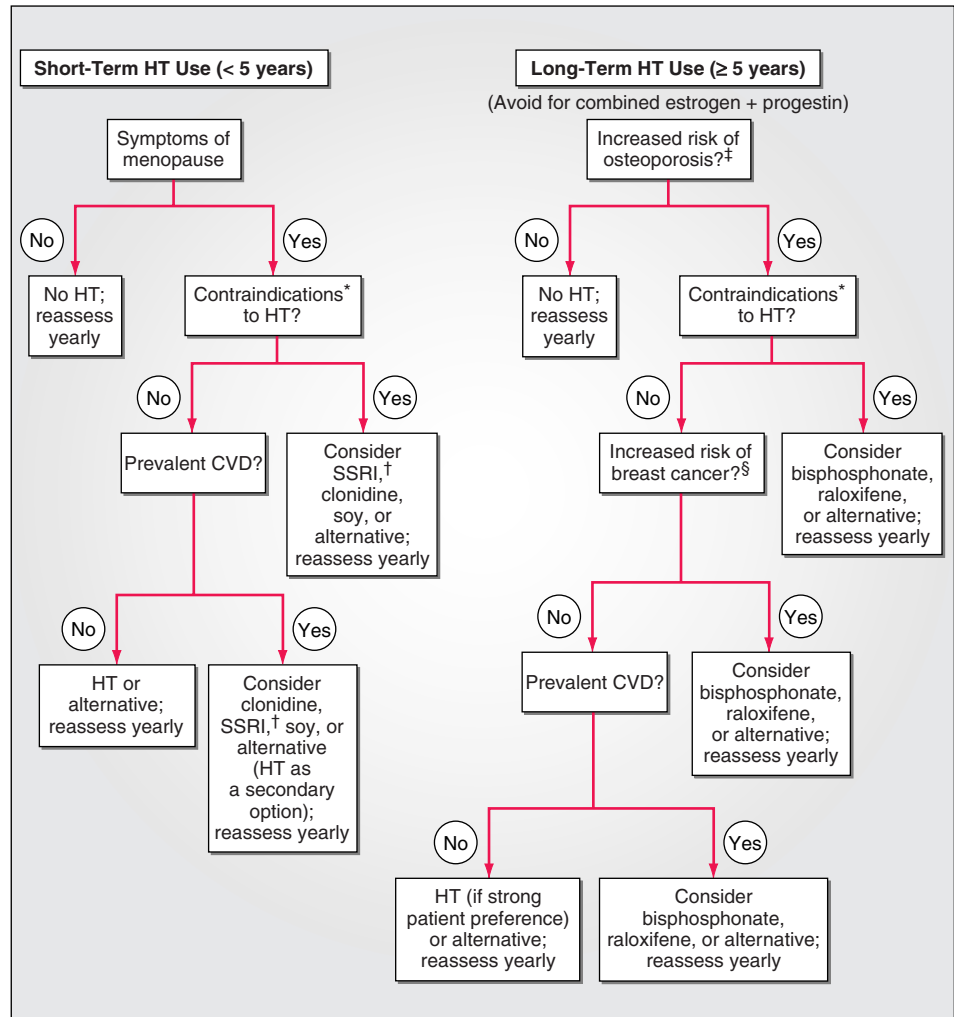 Short-Term HT Use (< 5 years)
Symptoms of
menopause
No
Yes
No HT;
reassess
yearly
Contraindications*
to HT?
No
Yes
Prevalent CVD?
Consider
SSRI,†
clonidine,
soy, or
alternative;
reassess yearly
No
Yes
HT or
alternative;
reassess yearly
Consider
clonidine,
SSRI,† soy, or
alternative
(HT as
a secondary
option);
reassess yearly
Long-Term HT Use (≥ 5 years)
(Avoid for combined estrogen + progestin)
Increased risk of
osteoporosis?‡
No
Yes
No HT;
reassess
yearly
Contraindications*
to HT?
No
Yes
Increased risk of
breast cancer?§
Consider
bisphosphonate,
raloxifene,
or alternative;
reassess yearly
No
Yes
Prevalent CVD?
Consider
bisphosphonate,
raloxifene,
or alternative;
reassess yearly
No
Yes
HT (if strong
patient preference)
or alternative;
reassess yearly
Consider
bisphosphonate,
raloxifene, or alternative;
reassess yearly